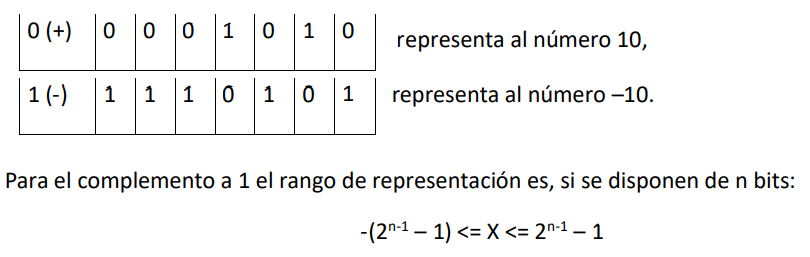 0 (+) 0 0 0 1 0 1 0 representa al número 10,
1 (-) 1 1 1 0 1 0 1 representa al número –10.
Para el complemento a 1 el rango de representación es, si se disponen de n bits:
-(2ⁿ⁻¹ – 1) <= X <= 2ⁿ⁻¹ – 1